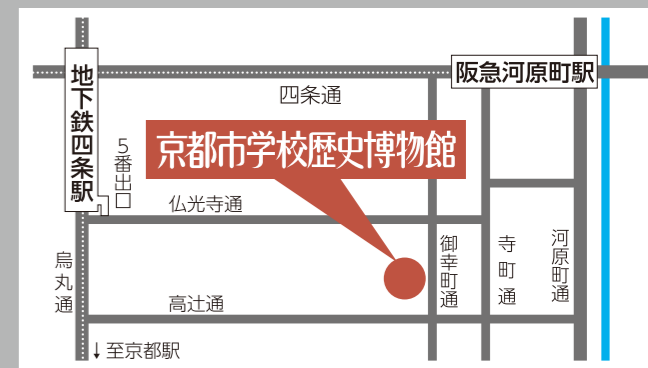 阪急河原町駅
地下鉄四条駅
四条通
5番出口
京都市学校歴史博物館
仏光寺通
御幸町通
寺町通
河原町通
烏丸通
高辻通
↓至京都駅